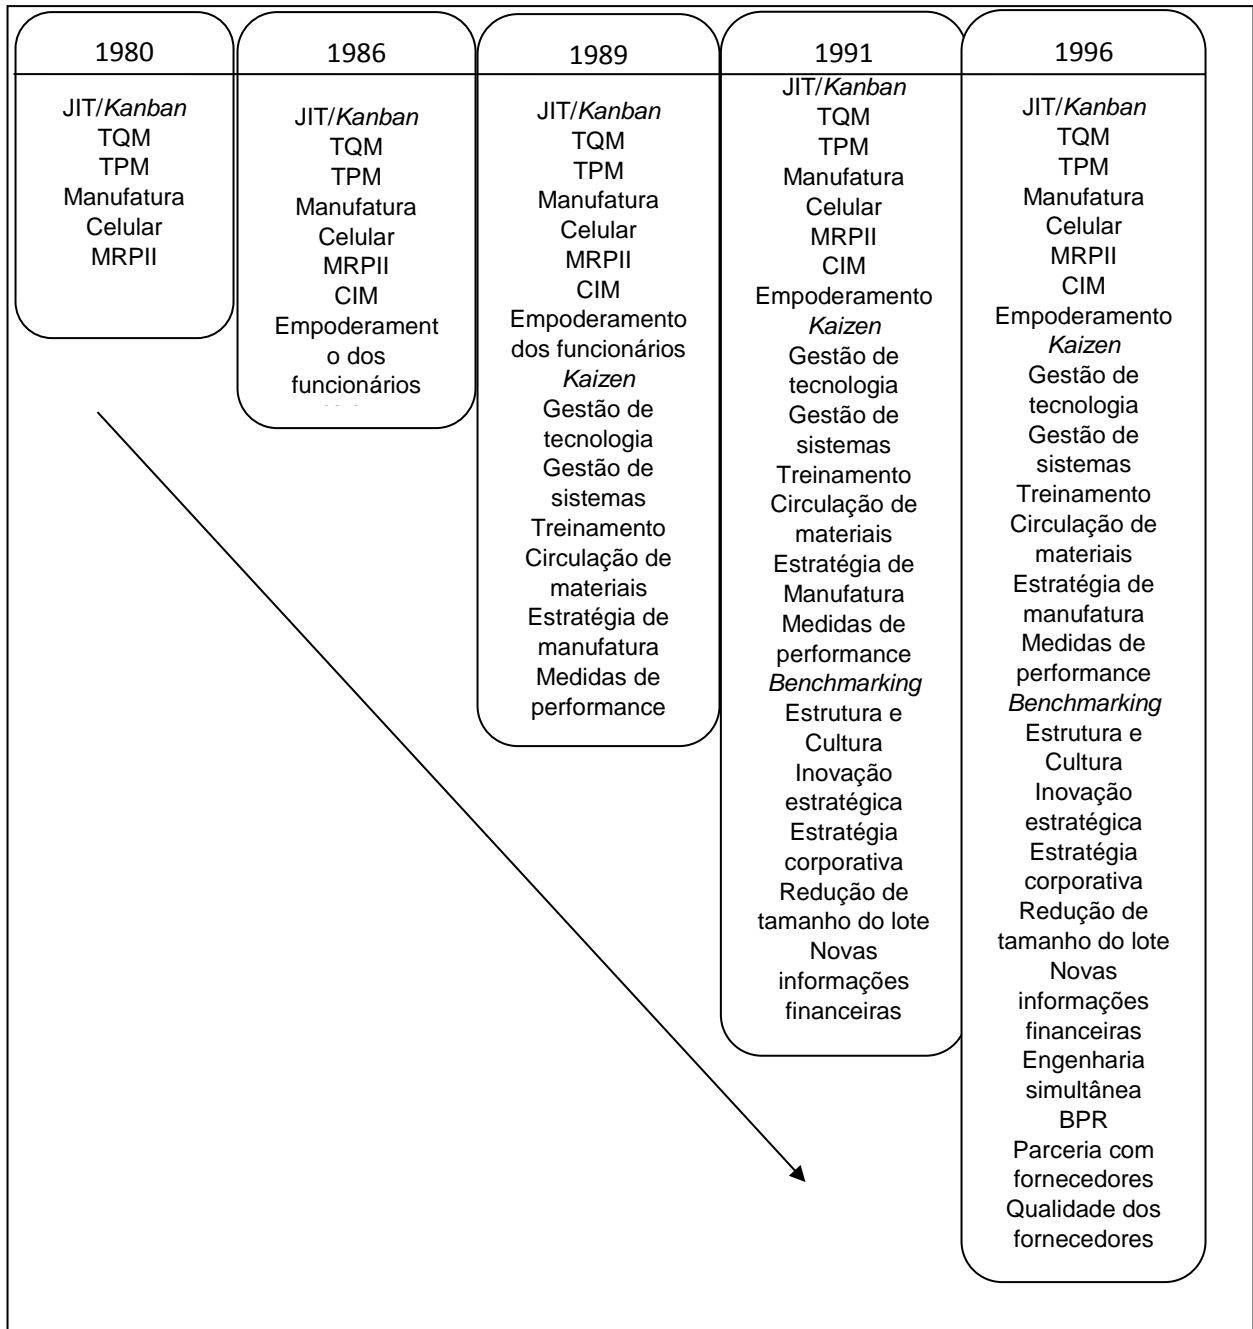 1980
JIT/Kanban
TQM
TPM
Manufatura
Celular
MRPII
1986
JIT/Kanban
TQM
TPM
Manufatura
Celular
MRPII
CIM
Empoderament
o dos
funcionários
1989
JIT/Kanban
TQM
TPM
Manufatura
Celular
MRPII
CIM
Empoderamento
dos funcionários
Kaizen
Gestão de
tecnologia
Gestão de
sistemas
Treinamento
Circulação de
materiais
Estratégia de
manufatura
Medidas de
performance
1991
JIT/Kanban
TQM
TPM
Manufatura
Celular
MRPII
CIM
Empoderamento
Kaizen
Gestão de
tecnologia
Gestão de
sistemas
Treinamento
Circulação de
materiais
Estratégia de
Manufatura
Medidas de
performance
Benchmarking
Estrutura e
Cultura
Inovação
estratégica
Estratégia
corporativa
Redução de
tamanho do lote
Novas
informações
financeiras
1996
JIT/Kanban
TQM
TPM
Manufatura
Celular
MRPII
CIM
Empoderamento
Kaizen
Gestão de
tecnologia
Gestão de
sistemas
Treinamento
Circulação de
materiais
Estratégia de
manufatura
Medidas de
performance
Benchmarking
Estrutura e
Cultura
Inovação
estratégica
Estratégia
corporativa
Redução de
tamanho do lote
Novas
informações
financeiras
Engenharia
simultânea
BPR
Parceria com
fornecedores
Qualidade dos
fornecedores